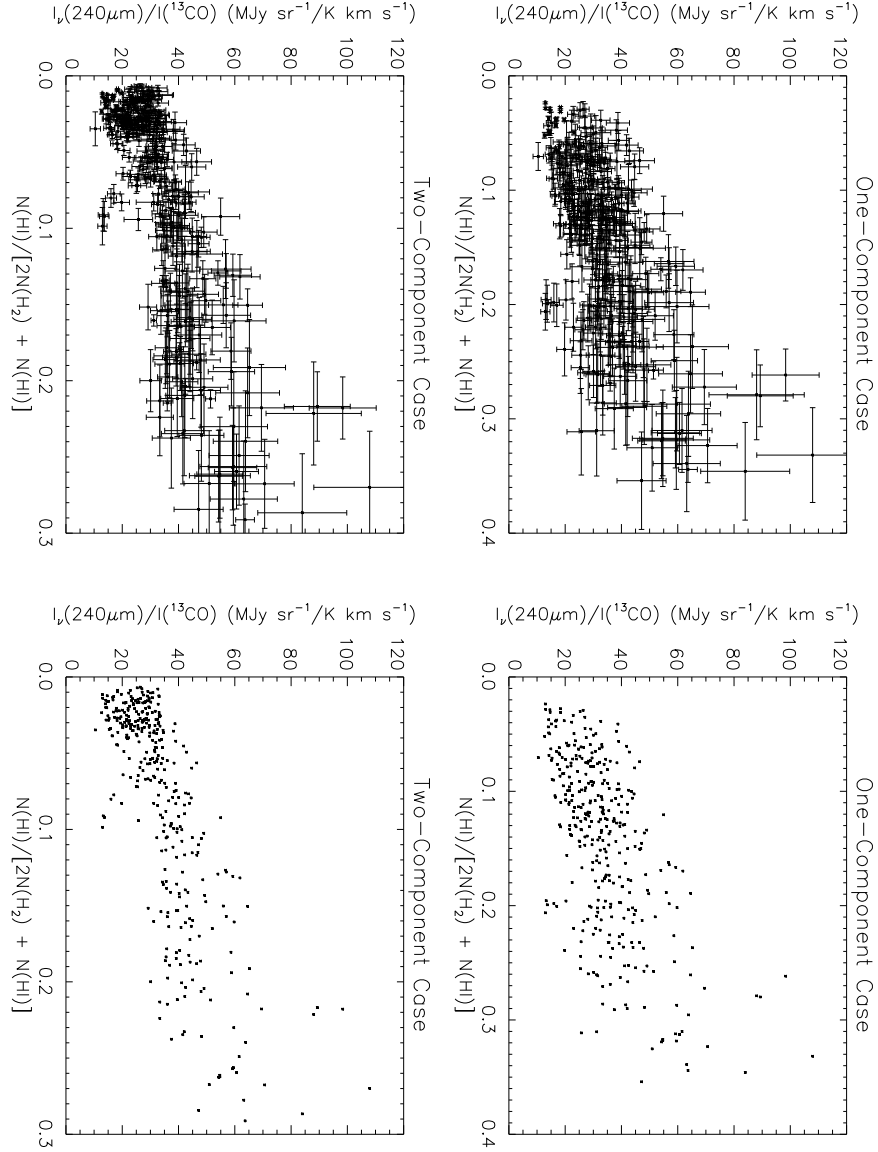 One-Component Case
One-Component Case
I_ν(240μm)/I(¹³CO) (MJy sr⁻¹/K km s⁻¹)
120
100
80
60
40
20
0
0.0 0.1 0.2 0.3 0.4
N(HI)/[2N(H₂) + N(HI)]
I_ν(240μm)/I(¹³CO) (MJy sr⁻¹/K km s⁻¹)
120
100
80
60
40
20
0
0.0 0.1 0.2 0.3 0.4
N(HI)/[2N(H₂) + N(HI)]
Two-Component Case
Two-Component Case
I_ν(240μm)/I(¹³CO) (MJy sr⁻¹/K km s⁻¹)
120
100
80
60
40
20
0
0.0 0.1 0.2 0.3
N(HI)/[2N(H₂) + N(HI)]
I_ν(240μm)/I(¹³CO) (MJy sr⁻¹/K km s⁻¹)
120
100
80
60
40
20
0
0.0 0.1 0.2 0.3
N(HI)/[2N(H₂) + N(HI)]